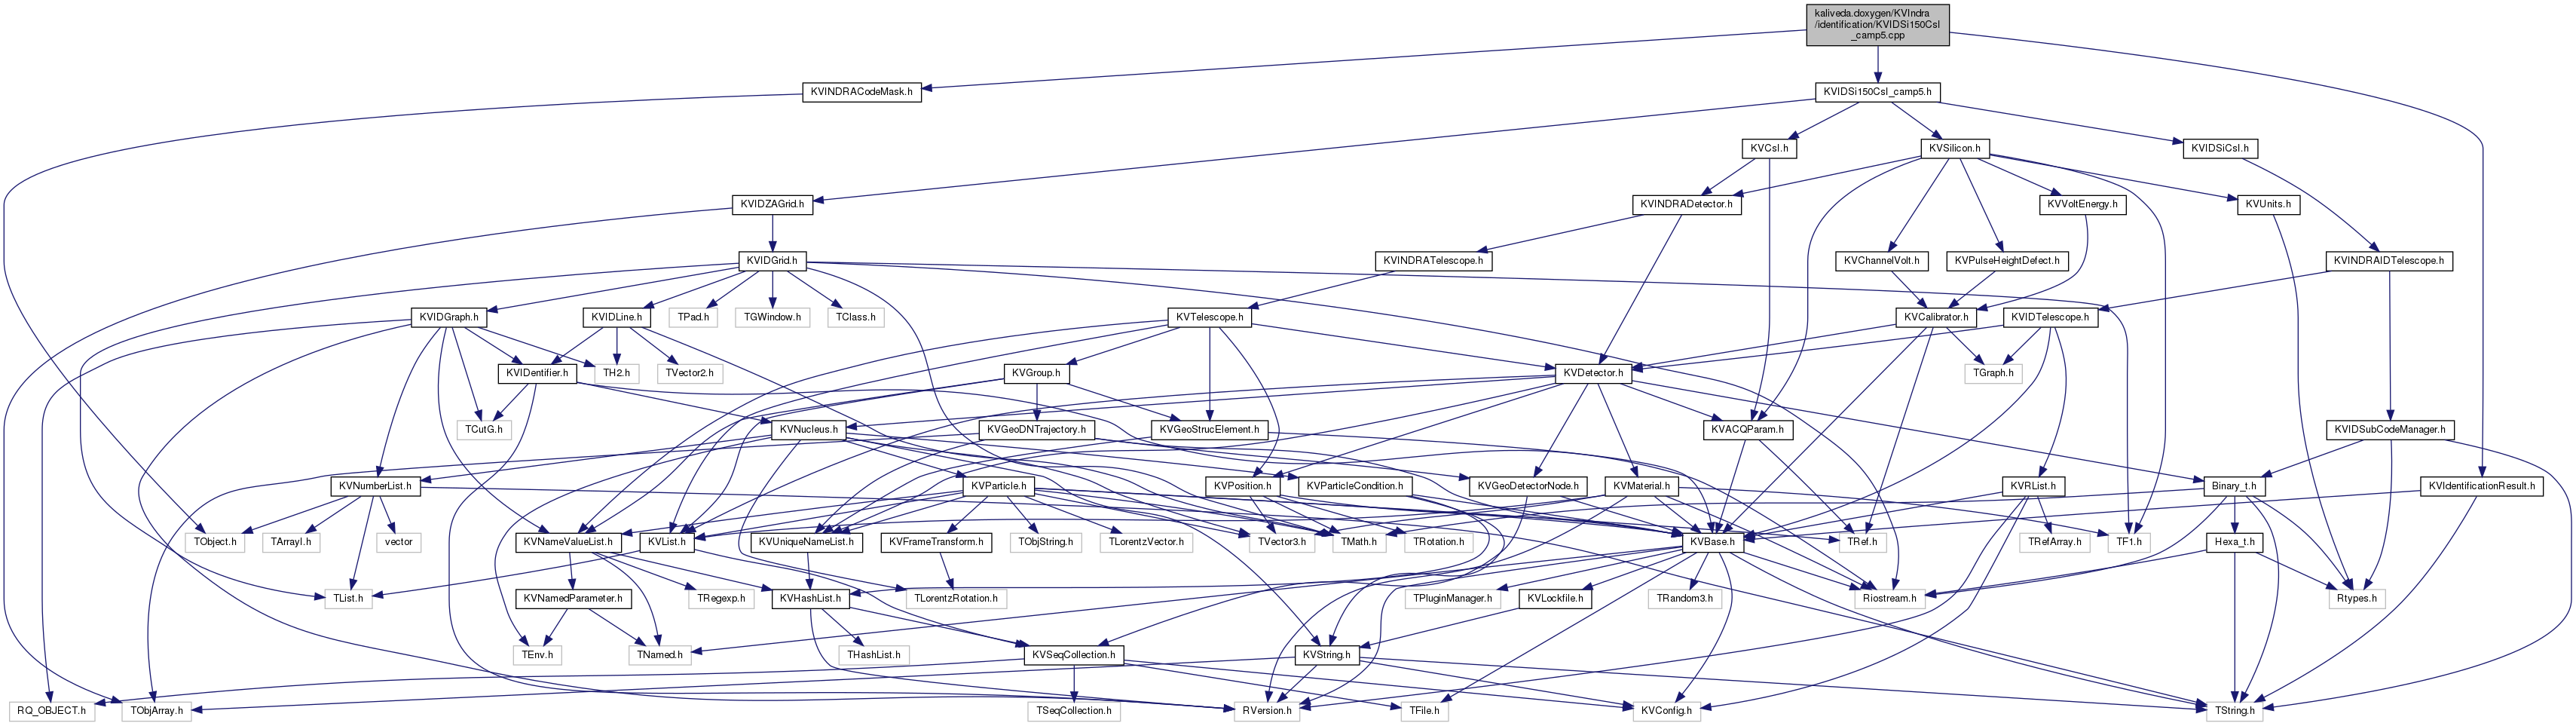 kaliveda.doxygen/KVIndra
/identification/KVIDSi150CsI
_camp5.cpp
KVINDRACodeMask.h
KVIDSi150CsI_camp5.h
KVCsI.h
KVSilicon.h
KVIDSiCsI.h
KVIDZAGrid.h
KVINDRADetector.h
KVVoltEnergy.h
KVUnits.h
KVIDGrid.h
KVINDRATelescope.h
KVChannelVolt.h
KVPulseHeightDefect.h
KVINDRAIDTelescope.h
KVIDGraph.h
KVIDLine.h
TPad.h
TGWindow.h
TClass.h
KVTelescope.h
KVCalibrator.h
KVIDTelescope.h
KVIDentifier.h
TH2.h
TVector2.h
KVGroup.h
KVDetector.h
TGraph.h
TCutG.h
KVNucleus.h
KVGeoDNTrajectory.h
KVGeoStrucElement.h
KVACQParam.h
KVIDSubCodeManager.h
KVNumberList.h
KVParticle.h
KVPosition.h
KVParticleCondition.h
KVGeoDetectorNode.h
KVMaterial.h
KVRList.h
Binary_t.h
KVIdentificationResult.h
TObject.h
TArrayI.h
vector
KVNameValueList.h
KVList.h
KVUniqueNameList.h
KVFrameTransform.h
TObjString.h
TLorentzVector.h
TVector3.h
TMath.h
TRotation.h
KVBase.h
TRef.h
TRefArray.h
TF1.h
Hexa_t.h
TList.h
KVNamedParameter.h
TRegexp.h
KVHashList.h
TLorentzRotation.h
TPluginManager.h
KVLockfile.h
TRandom3.h
Riostream.h
Rtypes.h
TEnv.h
TNamed.h
THashList.h
KVSeqCollection.h
KVString.h
RQ_OBJECT.h
TObjArray.h
TSeqCollection.h
RVersion.h
TFile.h
KVConfig.h
TString.h